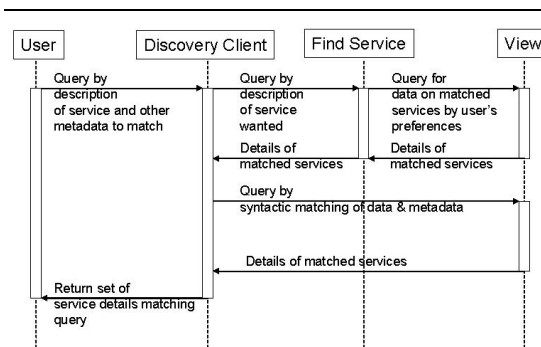 User
Discovery Client
Find Service
View
Query by
description
of service and other
metadata to match
Query by
description
of service
wanted
Query for
data on matched
services by user's
preferences
Details of
matched services
Details of
matched services
Query by
syntactic matching of data & metadata
Details of matched services
Return set of
service details matching
query